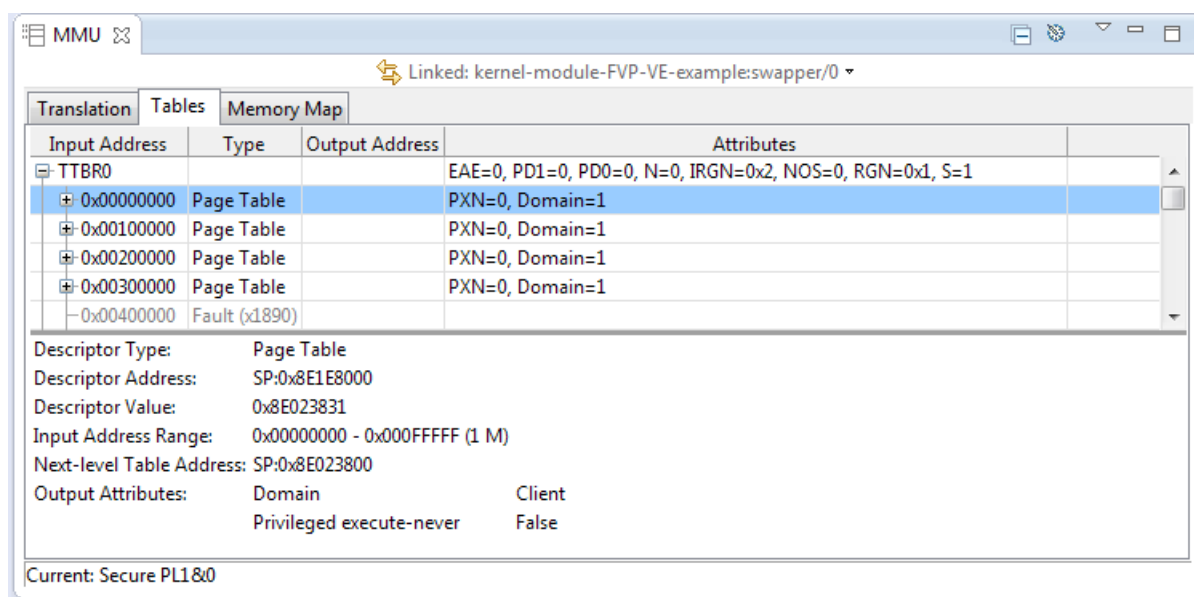 MMU
Linked: kernel-module-FVP-VE-example:swapper/0
Translation Tables Memory Map
Input Address Type Output Address Attributes
TTBR0 EAE=0, PD1=0, PD0=0, N=0, IRGN=0x2, NOS=0, RGN=0x1, S=1
0x00000000 Page Table PXN=0, Domain=1
0x00100000 Page Table PXN=0, Domain=1
0x00200000 Page Table PXN=0, Domain=1
0x00300000 Page Table PXN=0, Domain=1
0x00400000 Fault (x1890)
Descriptor Type: Page Table
Descriptor Address: SP:0x8E1E8000
Descriptor Value: 0x8E023831
Input Address Range: 0x00000000 - 0x000FFFFF (1 M)
Next-level Table Address: SP:0x8E023800
Output Attributes: Domain Client
Privileged execute-never False
Current: Secure PL1&0